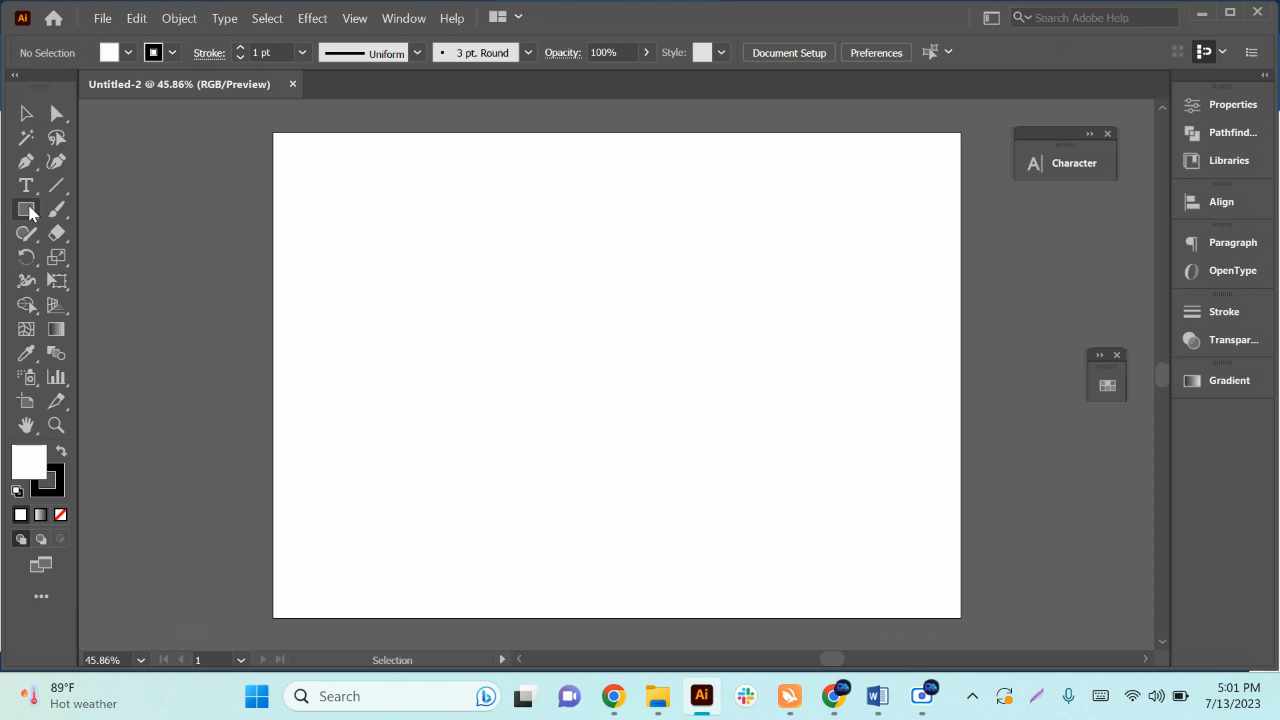 Ai File Edit Object Type Select Effect View Window Help Search Adobe Help
No Selection Stroke: 1 pt Uniform 3 pt. Round Opacity: 100% Style: Document Setup Preferences
Untitled-2 @ 45.86% (RGB/Preview)
Properties
Pathfind...
Libraries
Align
Paragraph
OpenType
Stroke
Transpar...
Gradient
A| Character
T
45.86% 1 Selection
89°F
Hot weather
Search
Ai
5:01 PM
7/13/2023